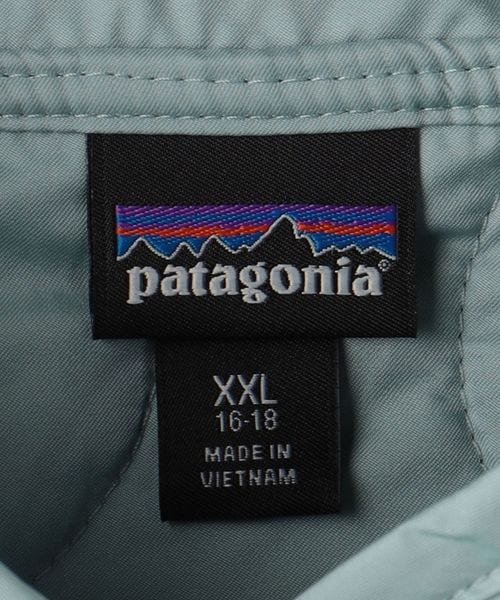 patagonia®
XXL
16-18
MADE IN
VIETNAM